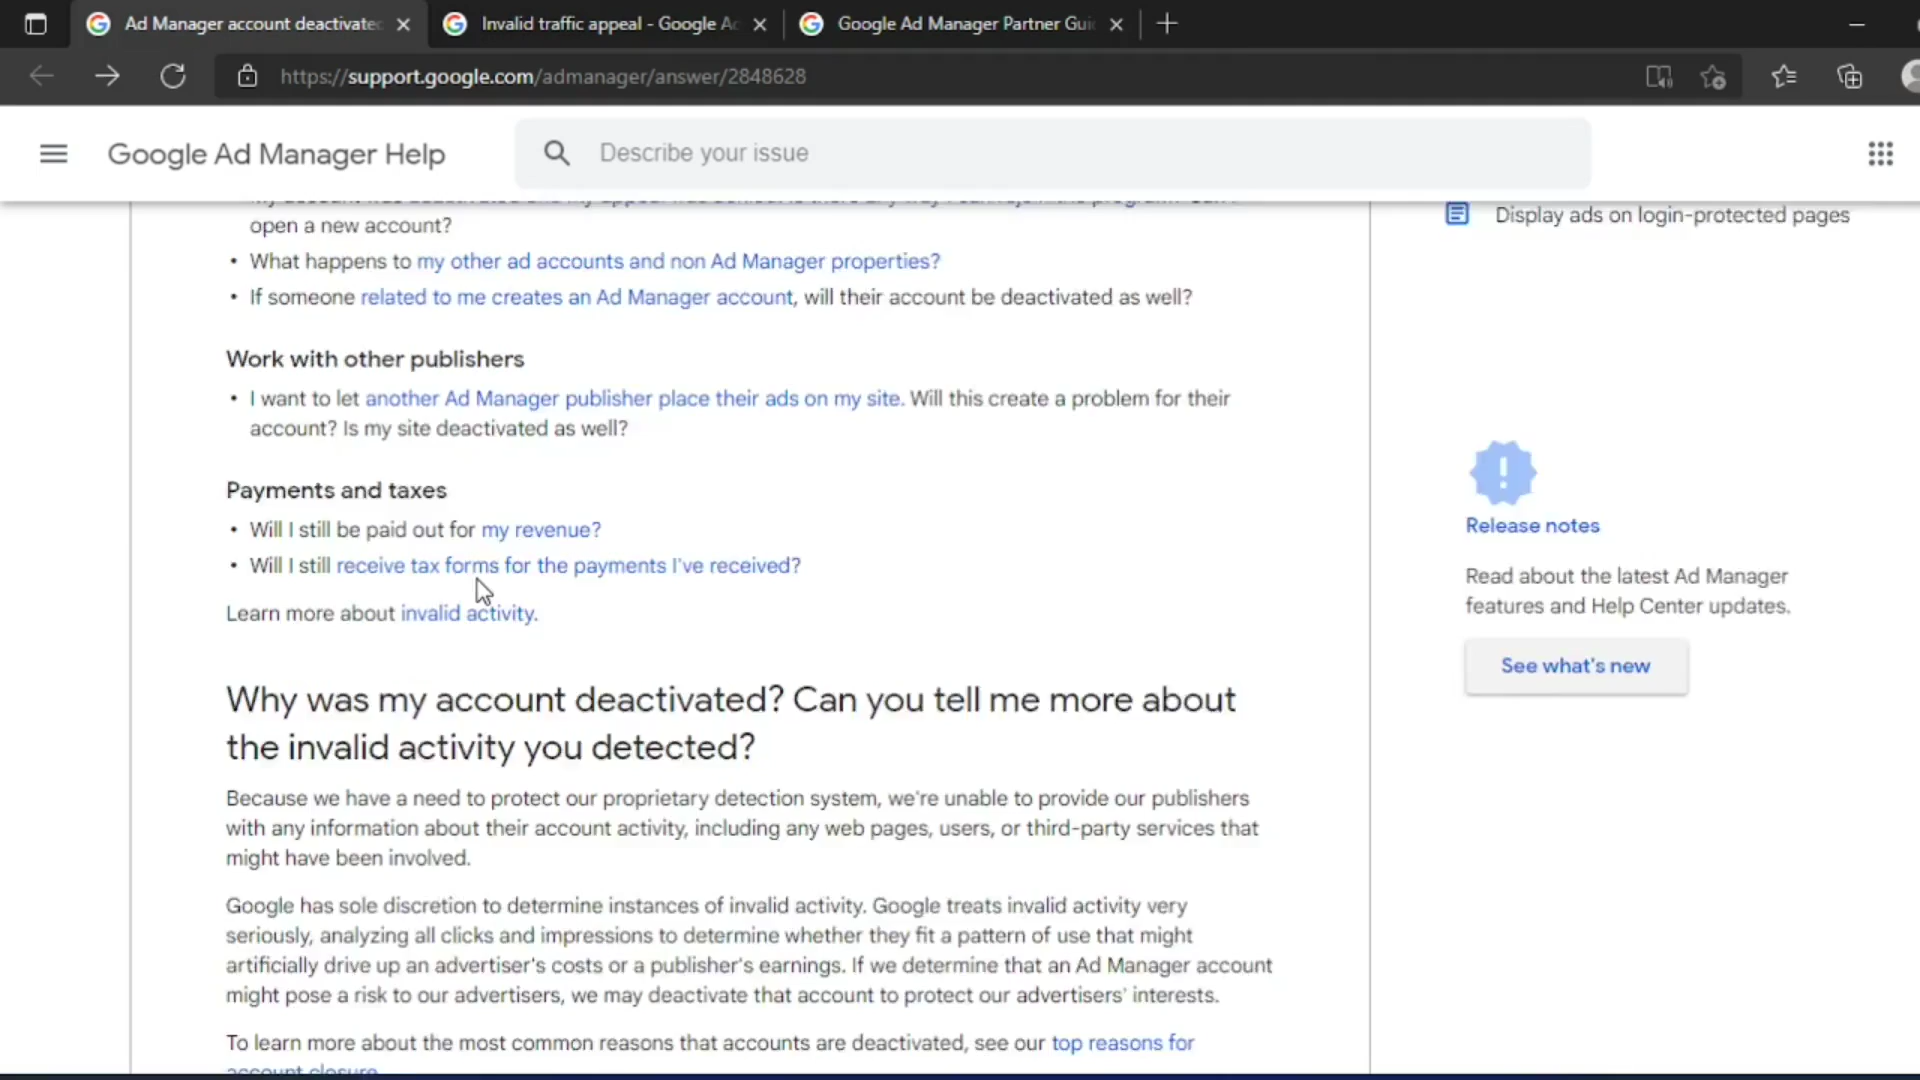 Ad Manager account deactivated
Invalid traffic appeal - Google Ad
Google Ad Manager Partner Gui
https://support.google.com/admanager/answer/2848628
Google Ad Manager Help
Describe your issue
open a new account?
• What happens to my other ad accounts and non Ad Manager properties?
• If someone related to me creates an Ad Manager account, will their account be deactivated as well?
Work with other publishers
• I want to let another Ad Manager publisher place their ads on my site. Will this create a problem for their
account? Is my site deactivated as well?
Payments and taxes
• Will I still be paid out for my revenue?
• Will I still receive tax forms for the payments I've received?
Learn more about invalid activity.
Why was my account deactivated? Can you tell me more about
the invalid activity you detected?
Because we have a need to protect our proprietary detection system, we're unable to provide our publishers
with any information about their account activity, including any web pages, users, or third-party services that
might have been involved.
Google has sole discretion to determine instances of invalid activity. Google treats invalid activity very
seriously, analyzing all clicks and impressions to determine whether they fit a pattern of use that might
artificially drive up an advertiser's costs or a publisher's earnings. If we determine that an Ad Manager account
might pose a risk to our advertisers, we may deactivate that account to protect our advertisers' interests.
To learn more about the most common reasons that accounts are deactivated, see our top reasons for
account closure
Display ads on login-protected pages
Release notes
Read about the latest Ad Manager
features and Help Center updates.
See what's new